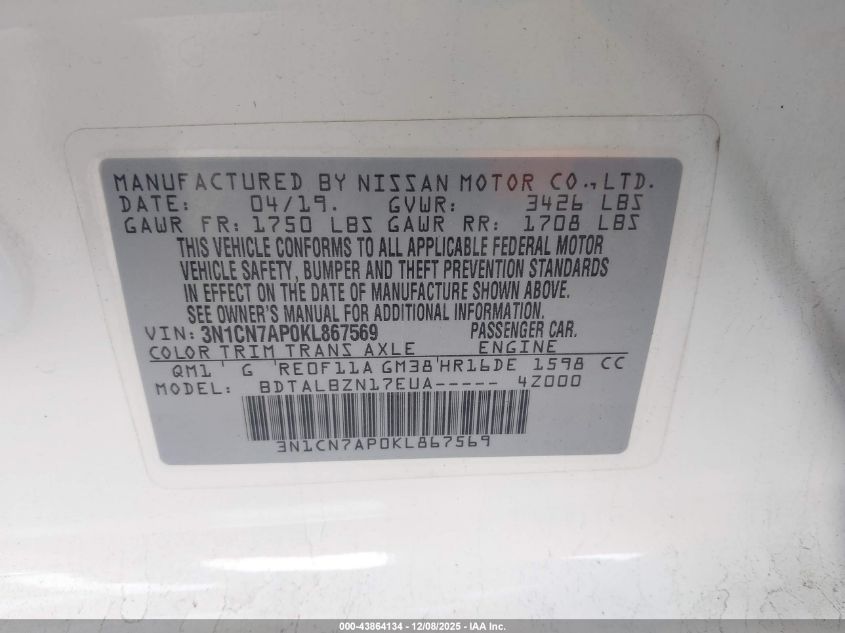 MANUFACTURED BY NISSAN MOTOR CO., LTD.
DATE: 04/19. GVWR: 3426 LBS
GAWR FR: 1750 LBS GAWR RR: 1708 LBS
THIS VEHICLE CONFORMS TO ALL APPLICABLE FEDERAL MOTOR
VEHICLE SAFETY, BUMPER AND THEFT PREVENTION STANDARDS
IN EFFECT ON THE DATE OF MANUFACTURE SHOWN ABOVE.
SEE OWNER'S MANUAL FOR ADDITIONAL INFORMATION.
VIN: 3N1CN7AP0KL867569 PASSENGER CAR.
COLOR TRIM TRANS AXLE ENGINE
QM1 G RE0F11A GM38 HR16DE 1598 CC
MODEL: BDTALBZN17EUA----- 4Z000
3N1CN7AP0KL867569
000-43864134 - 12/08/2025 - IAA Inc.